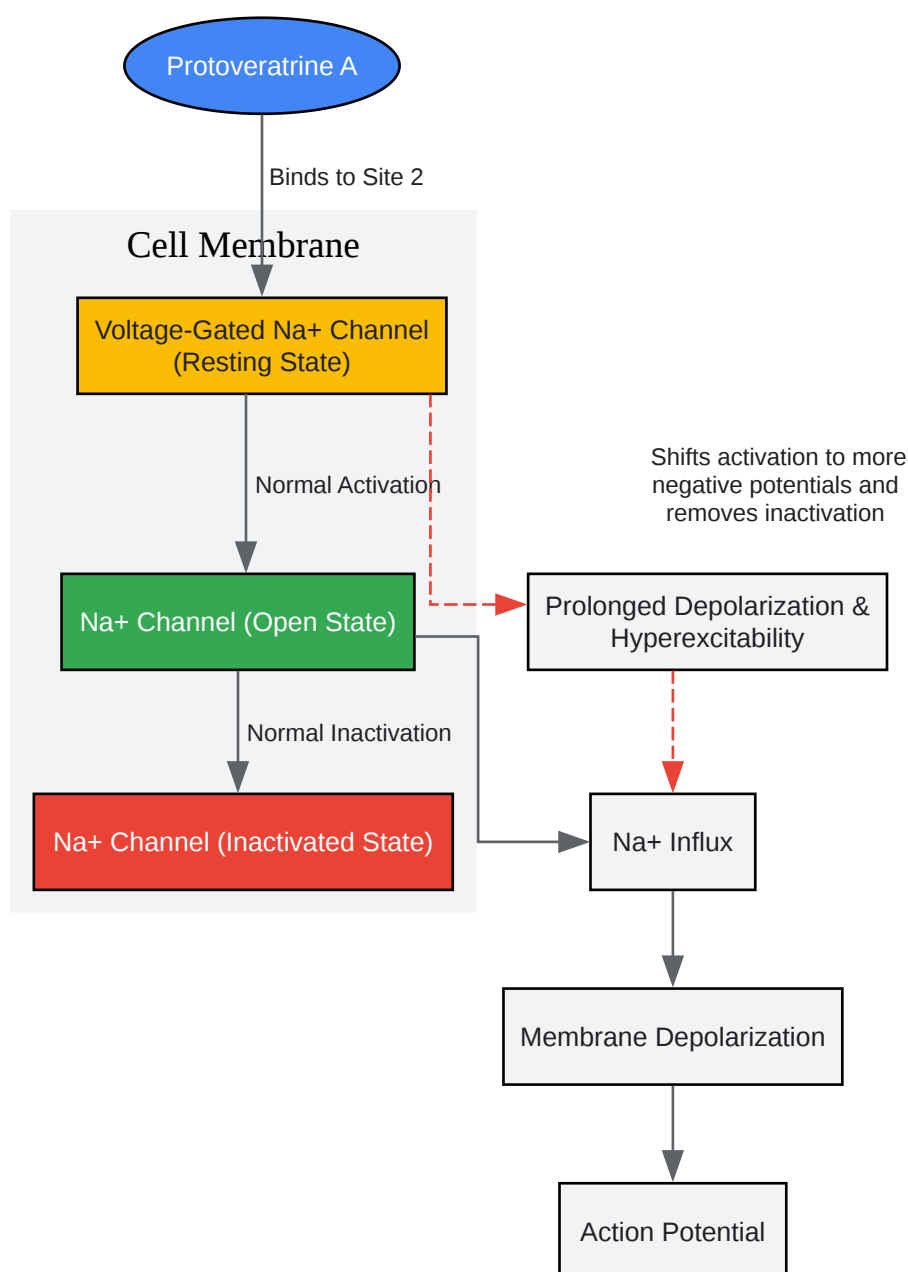 Protoveratrine A
Binds to Site 2
Cell Membrane
Voltage-Gated Na+ Channel
(Resting State)
Normal Activation
Shifts activation to more
negative potentials and
removes inactivation
Na+ Channel (Open State)
Prolonged Depolarization &
Hyperexcitability
Normal Inactivation
Na+ Channel (Inactivated State)
Na+ Influx
Membrane Depolarization
Action Potential